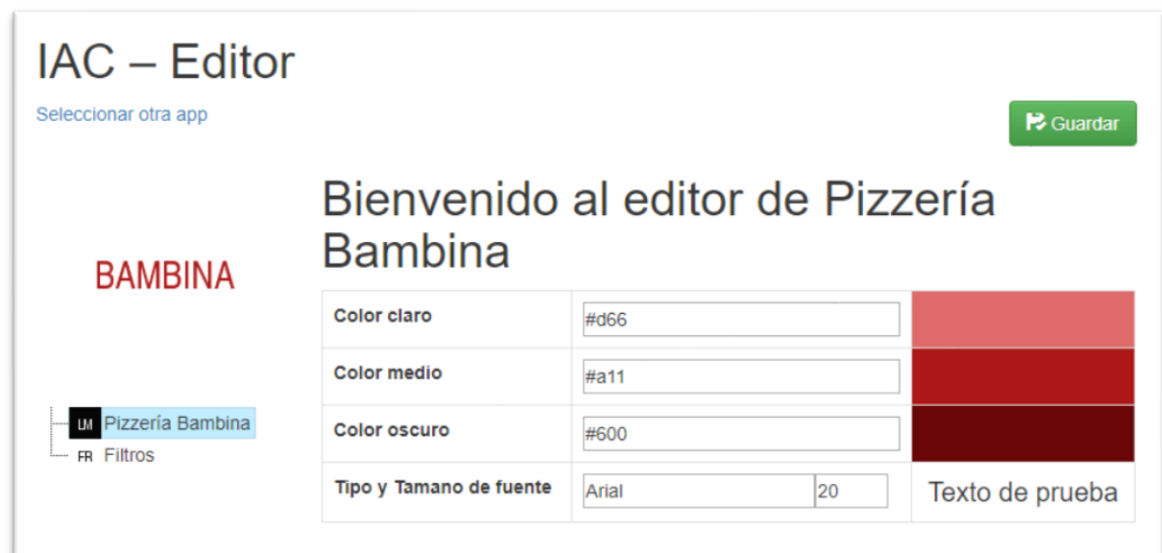 IAC – Editor
Seleccionar otra app
Guardar
Bienvenido al editor de Pizzería
Bambina
BAMBINA
Color claro #d66
Color medio #a11
Color oscuro #600
Tipo y Tamano de fuente Arial 20 Texto de prueba
LM Pizzería Bambina
FR Filtros